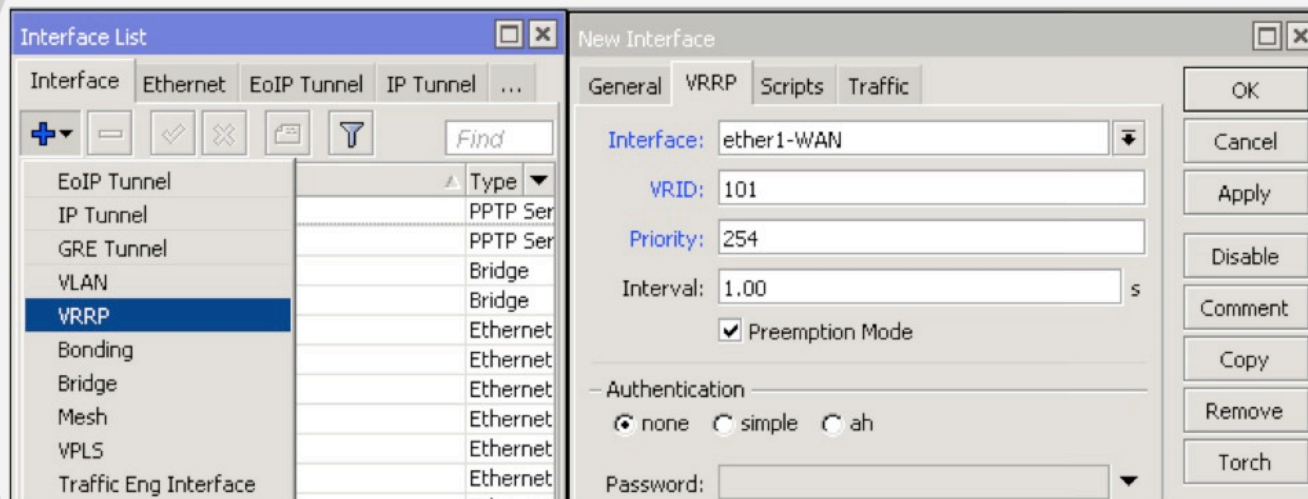 Interface List
Interface Ethernet EoIP Tunnel IP Tunnel ...
Find
Type
EoIP Tunnel
IP Tunnel
GRE Tunnel
VLAN
VRRP
Bonding
Bridge
Mesh
VPLS
Traffic Eng Interface
PPTP Ser
PPTP Ser
Bridge
Bridge
Ethernet
Ethernet
Ethernet
Ethernet
Ethernet
Ethernet
New Interface
General VRRP Scripts Traffic
Interface: ether1-WAN
VRID: 101
Priority: 254
Interval: 1.00 s
Preemption Mode
Authentication
none simple ah
Password:
OK
Cancel
Apply
Disable
Comment
Copy
Remove
Torch